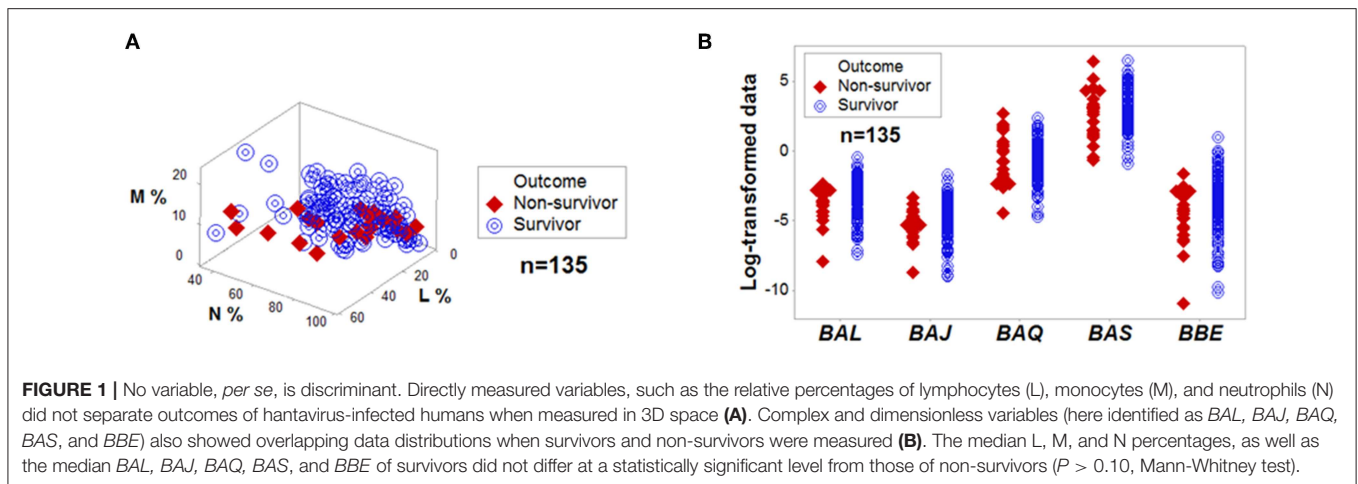 A
M %
20
10
0
40
60
80
100
N %
60
40
20
0
L %
Outcome
Non-survivor
Survivor
n=135
B
Log-transformed data
5
0
-5
-10
Outcome
Non-survivor
Survivor
n=135
BAL BAJ BAQ BAS BBE
FIGURE 1 | No variable, per se, is discriminant. Directly measured variables, such as the relative percentages of lymphocytes (L), monocytes (M), and neutrophils (N)
did not separate outcomes of hantavirus-infected humans when measured in 3D space (A). Complex and dimensionless variables (here identified as BAL, BAJ, BAQ,
BAS, and BBE) also showed overlapping data distributions when survivors and non-survivors were measured (B). The median L, M, and N percentages, as well as
the median BAL, BAJ, BAQ, BAS, and BBE of survivors did not differ at a statistically significant level from those of non-survivors (P > 0.10, Mann-Whitney test).